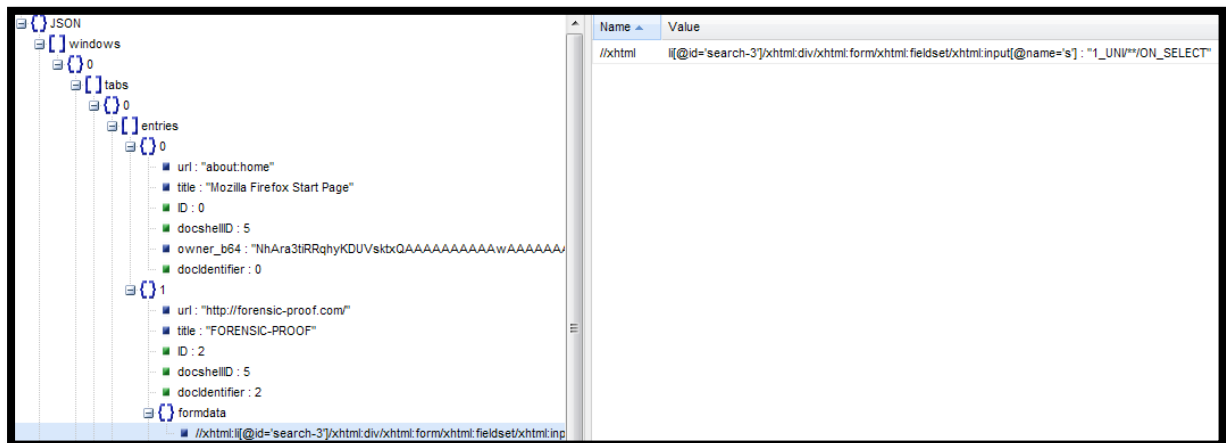 JSON
windows
0
tabs
0
entries
0
url : "about:home"
title : "Mozilla Firefox Start Page"
ID : 0
docshellID : 5
owner_b64 : "NhAra3tiRRqhyKDUVsktxQAAAAAAAAAAwAAAAAA
docIdentifier : 0
1
url : "http://forensic-proof.com/"
title : "FORENSIC-PROOF"
ID : 2
docshellID : 5
docIdentifier : 2
formdata
//xhtml:li[@id='search-3']/xhtml:div/xhtml:form/xhtml:fieldset/xhtml:inp
Name Value
//xhtml li[@id='search-3']/xhtml:div/xhtml:form/xhtml:fieldset/xhtml:input[@name='s'] : "1_UNI/**/ON_SELECT"